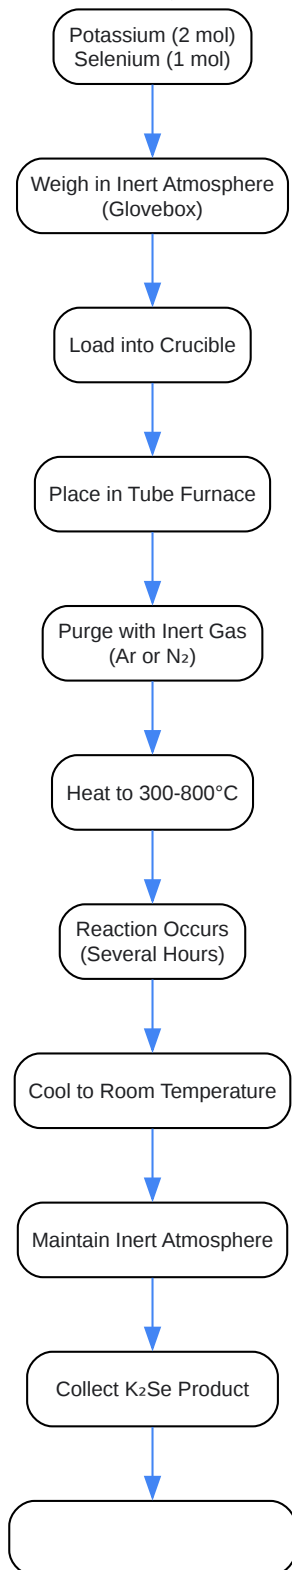 Potassium (2 mol)
Selenium (1 mol)
Weigh in Inert Atmosphere
(Glovebox)
Load into Crucible
Place in Tube Furnace
Purge with Inert Gas
(Ar or N₂)
Heat to 300-800°C
Reaction Occurs
(Several Hours)
Cool to Room Temperature
Maintain Inert Atmosphere
Collect K₂Se Product